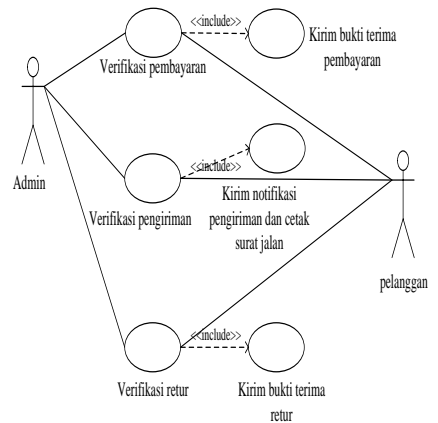 <<include>>
Kirim bukti terima
pembayaran
Verifikasi pembayaran
Admin
<<include>>
Verifikasi pengiriman
Kirim notifikasi
pengiriman dan cetak
surat jalan
pelanggan
<<include>>
Verifikasi retur
Kirim bukti terima
retur